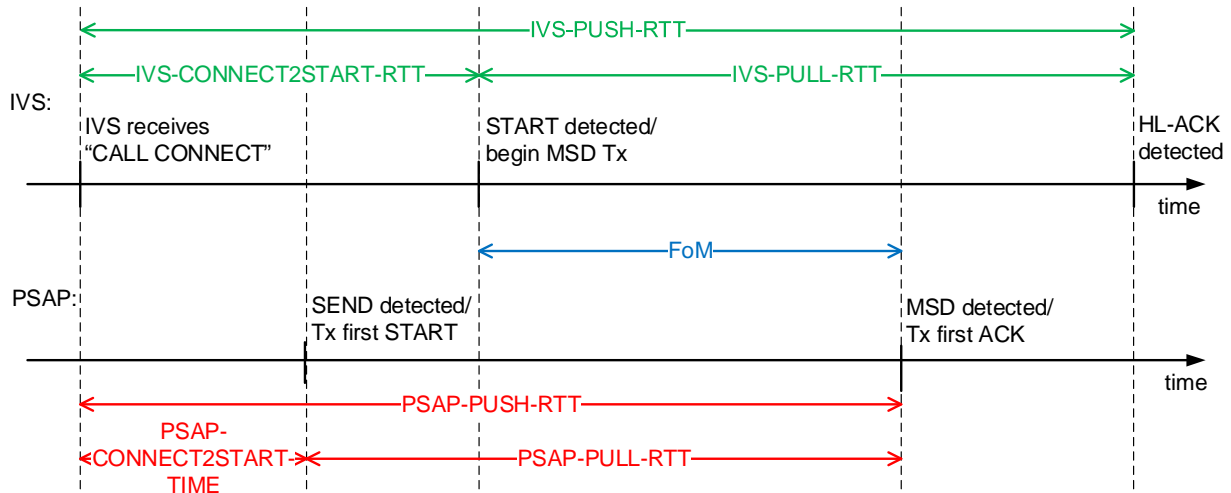 IVS-PUSH-RTT
IVS-CONNECT2START-RTT
IVS-PULL-RTT
IVS:
IVS receives
“CALL CONNECT”
START detected/
begin MSD Tx
HL-ACK
detected
time
FoM
PSAP:
SEND detected/
Tx first START
MSD detected/
Tx first ACK
time
PSAP-PUSH-RTT
PSAP-
CONNECT2START-
TIME
PSAP-PULL-RTT